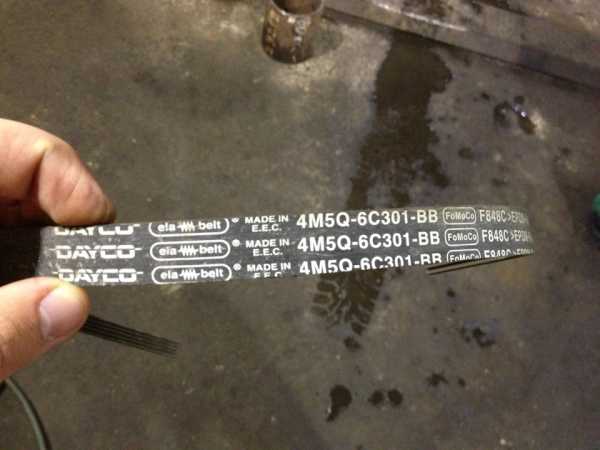 DAYCO ela belt ® MADE IN E.E.C. 4M5Q-6C301-BB FoMoCo F848C >EPDM
DAYCO ela belt ® MADE IN E.E.C. 4M5Q-6C301-BB FoMoCo F848C
DAYCO ela belt ® MADE IN E.E.C. 4M5Q-6C301-BB FoMoCo F848C